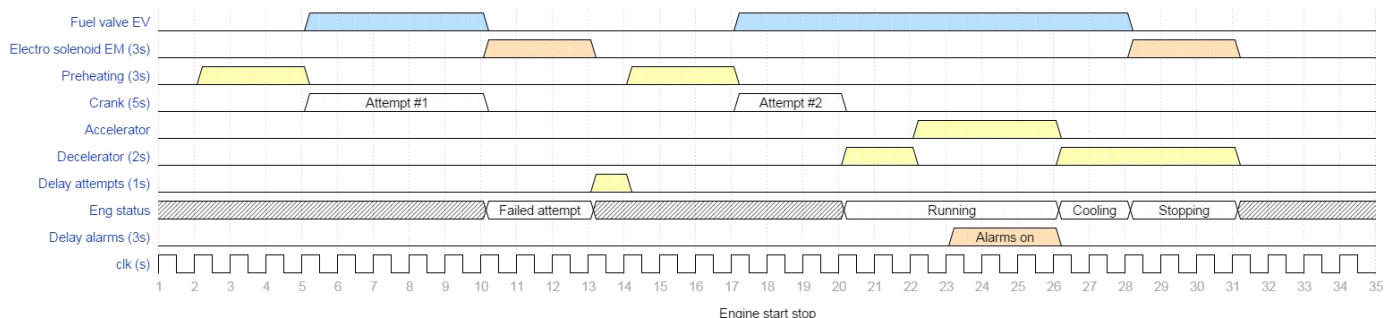 Fuel valve EV
Electro solenoid EM (3s)
Preheating (3s)
Crank (5s) Attempt #1 Attempt #2
Accelerator
Decelerator (2s)
Delay attempts (1s)
Eng status Failed attempt Running Cooling Stopping
Delay alarms (3s) Alarms on
clk (s)
1 2 3 4 5 6 7 8 9 10 11 12 13 14 15 16 17 18 19 20 21 22 23 24 25 26 27 28 29 30 31 32 33 34 35
Engine start stop